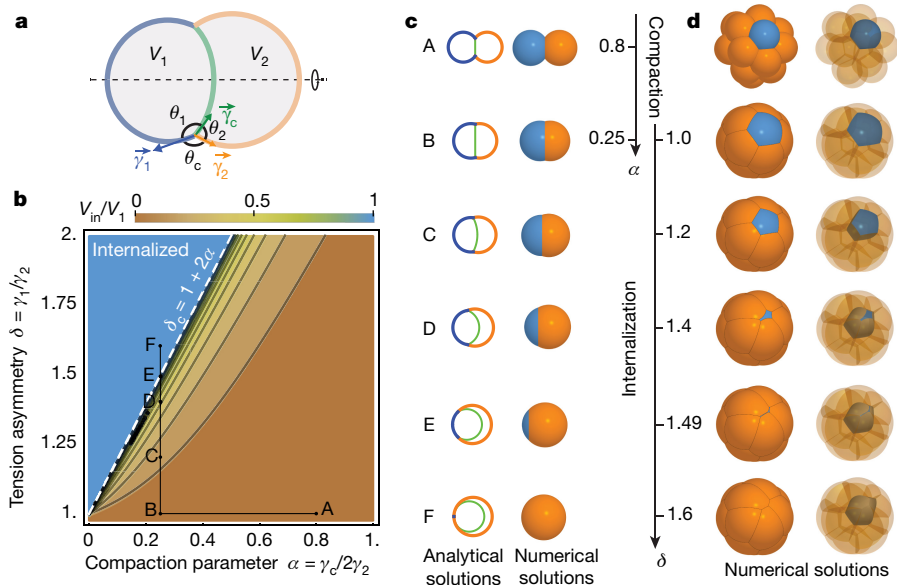 a
V1
V2
θ1
θ2
θc
γ1
γc
γ2
b
Vin/V1
0
0.5
1
Internalized
δc = 1 + 2α
Tension asymmetry δ = γ1/γ2
2.
1.75
1.5
1.25
1.
F
E
D
C
B
A
0
0.2
0.4
0.6
0.8
1.
Compaction parameter α = γc/2γ2
c
A
B
C
D
E
F
Analytical
solutions
Numerical
solutions
0.8
0.25
α
Compaction
Internalization
1.0
1.2
1.4
1.49
1.6
δ
d
Numerical solutions